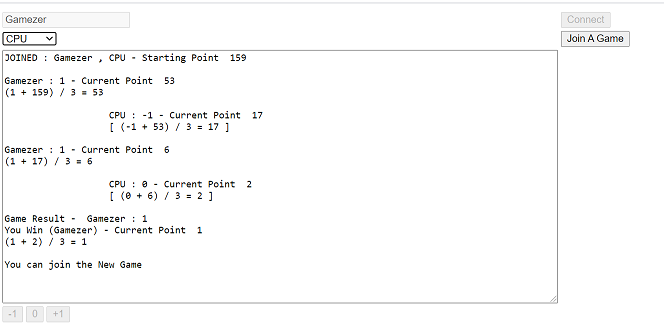 Gamezer
Connect
CPU
Join A Game
JOINED : Gamezer , CPU - Starting Point 159
Gamezer : 1 - Current Point 53
(1 + 159) / 3 = 53
CPU : -1 - Current Point 17
[ (-1 + 53) / 3 = 17 ]
Gamezer : 1 - Current Point 6
(1 + 17) / 3 = 6
CPU : 0 - Current Point 2
[ (0 + 6) / 3 = 2 ]
Game Result - Gamezer : 1
You Win (Gamezer) - Current Point 1
(1 + 2) / 3 = 1
You can join the New Game
-1 0 +1